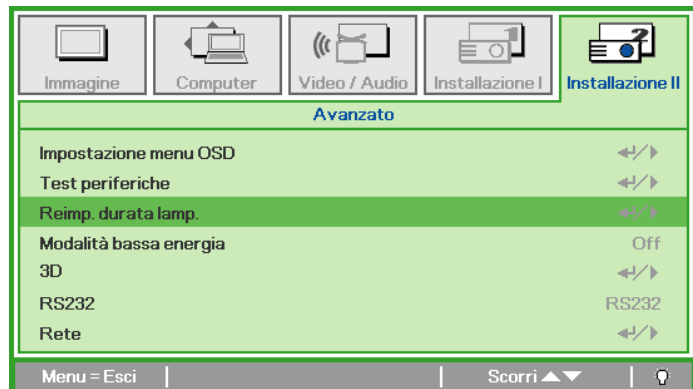 Immagine
Computer
Video / Audio
Installazione I
Installazione II
Avanzato
Impostazione menu OSD
Test periferiche
Reimp. durata lamp.
Modalità bassa energia Off
3D
RS232 RS232
Rete
Menu = Esci Scorri